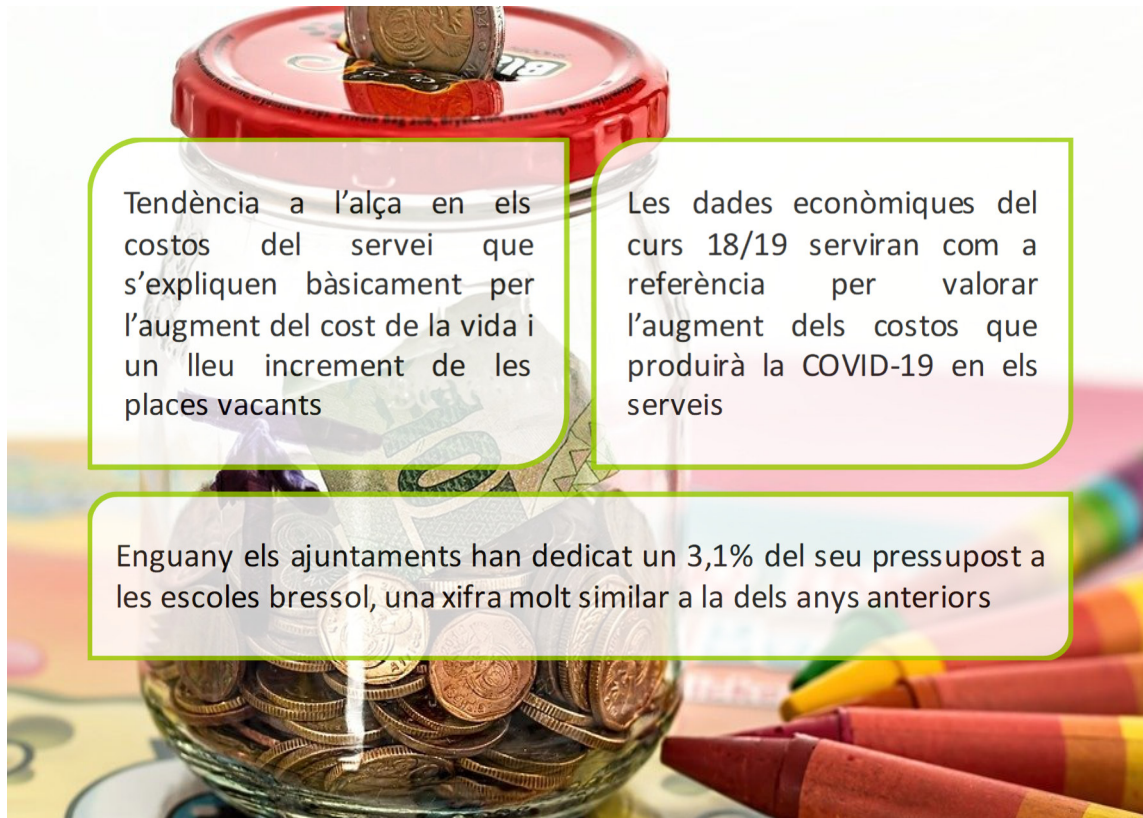 Tendència a l'alça en els
costos del servei que
s'expliquen bàsicament per
l'augment del cost de la vida i
un lleu increment de les
places vacants
Les dades econòmiques del
curs 18/19 serviran com a
referència per valorar
l'augment dels costos que
produirà la COVID-19 en els
serveis
Enguany els ajuntaments han dedicat un 3,1% del seu pressupost a
les escoles bressol, una xifra molt similar a la dels anys anteriors